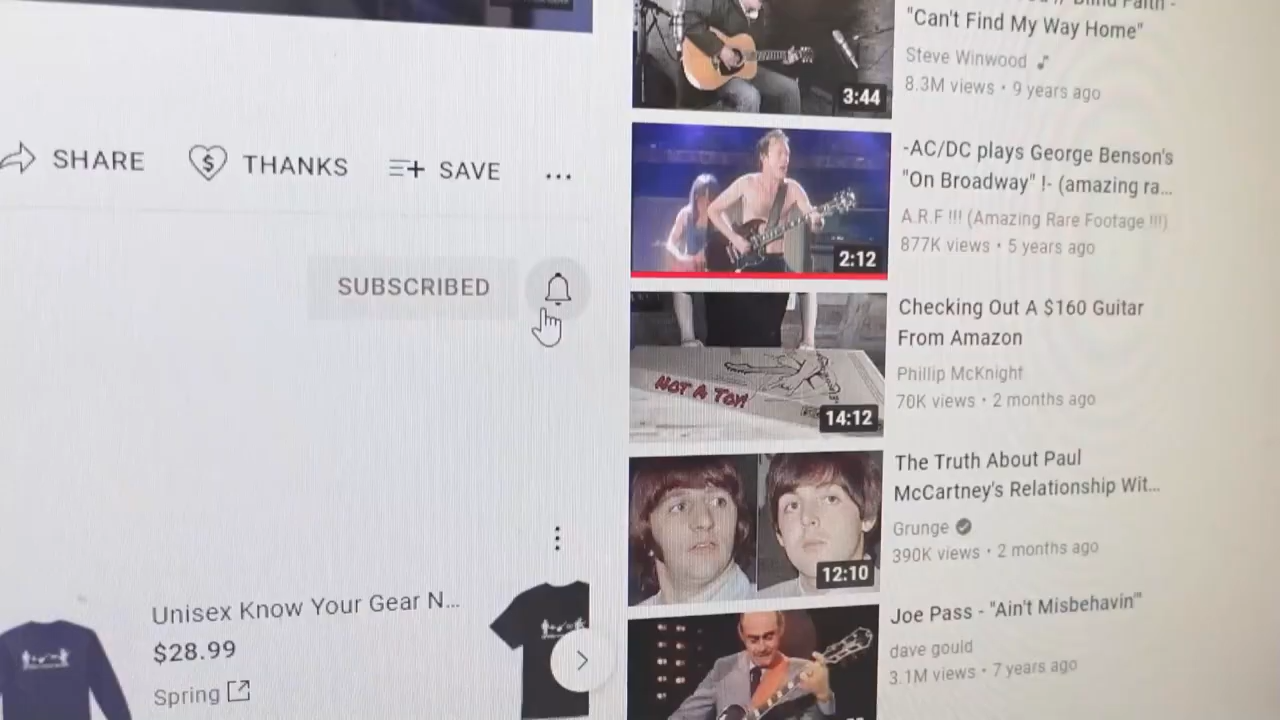 SHARE
THANKS
SAVE
...
SUBSCRIBED
Unisex Know Your Gear N...
$28.99
Spring
"Can't Find My Way Home"
Steve Winwood
8.3M views • 9 years ago
3:44
-AC/DC plays George Benson's
"On Broadway" !- (amazing ra...
A.R.F !!! (Amazing Rare Footage !!!)
877K views • 5 years ago
2:12
Checking Out A $160 Guitar
From Amazon
Phillip McKnight
70K views • 2 months ago
NOT A TOY!
14:12
The Truth About Paul
McCartney's Relationship Wit...
Grunge
390K views • 2 months ago
12:10
Joe Pass - "Ain't Misbehavin'"
dave gould
3.1M views • 7 years ago